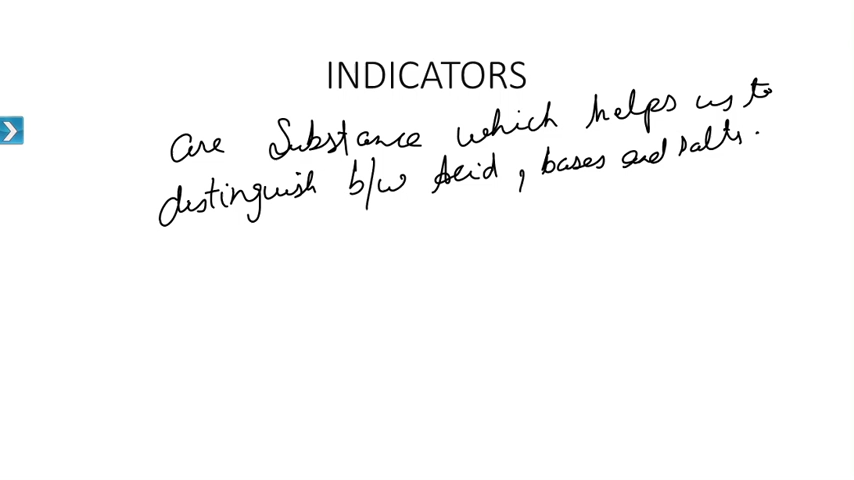 INDICATORS
are Substance which helps us to
distinguish b/w Acid, bases and salts.